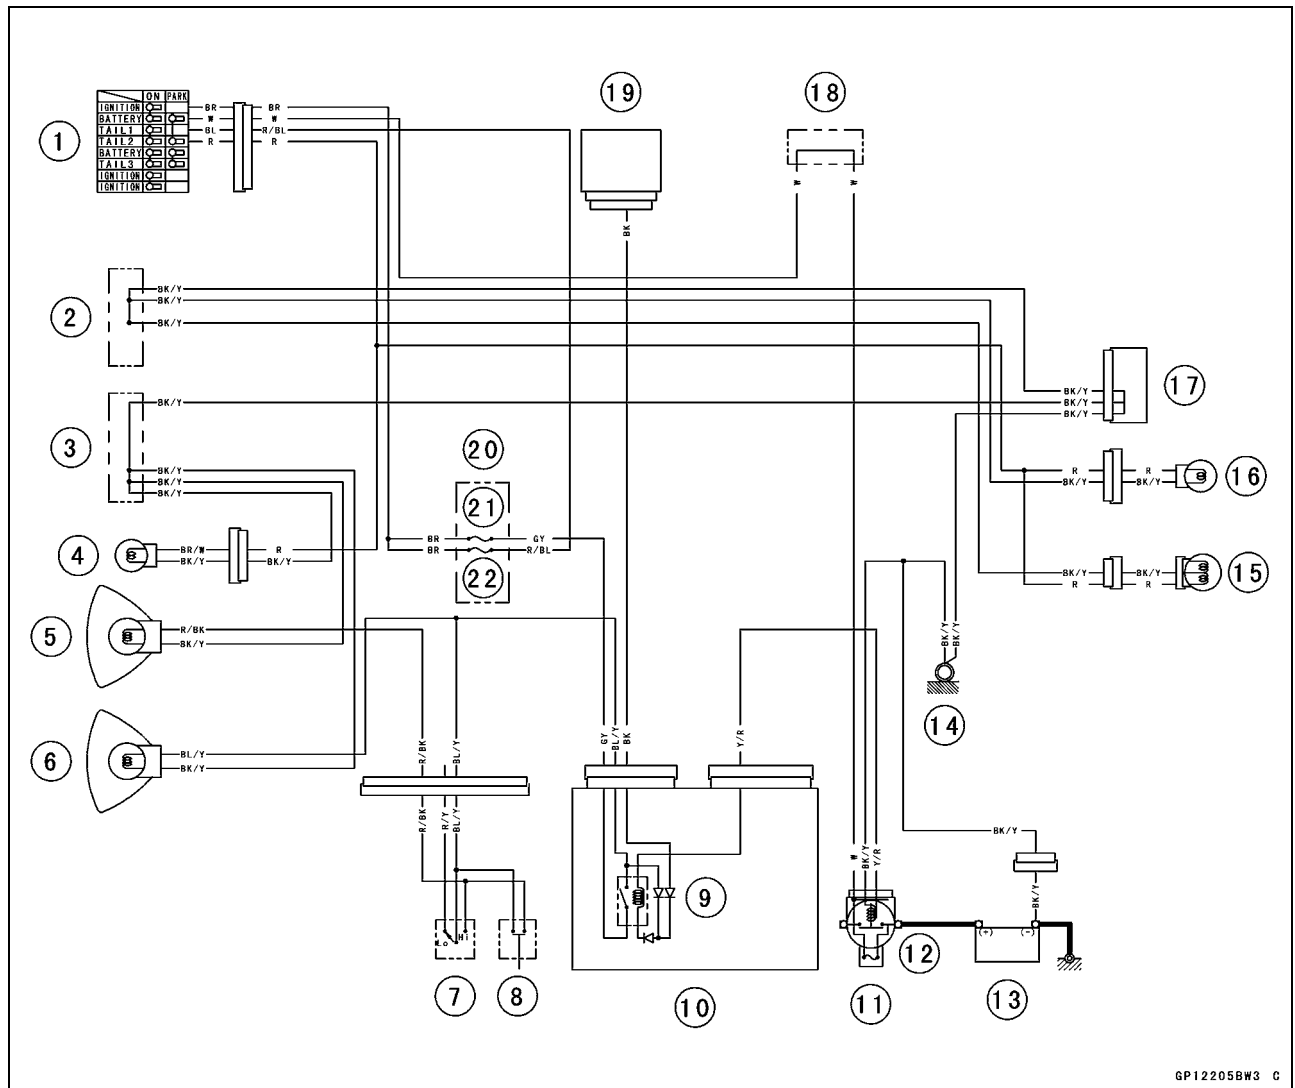 19
18
ON PARK
IGNITION
BATTERY
TAIL1
TAIL2
BATTERY
TAIL3
IGNITION
IGNITION
1
BR BR
W W
BL R/BL
R R
BK
W W
2
BK/Y
BK/Y
BK/Y
17
BK/Y
BK/Y
BK/Y
3
BK/Y
BK/Y
BK/Y
BK/Y
20
21
22
BR GY
BR R/BL
R R
BK/Y BK/Y
16
4
BR/W R
BK/Y BK/Y
BK/Y BK/Y
R R
15
5
R/BK
BK/Y
BK/Y BK/Y
14
6
BL/Y
BK/Y
R/BK BL/Y
GY BL/Y BK
Y/R
R/BK R/Y BL/Y
W BK/Y Y/R
BK/Y
BK/Y
9
Lo Hi
(+) (-)
12
7
8
10
11
13
GP12205BW3 C